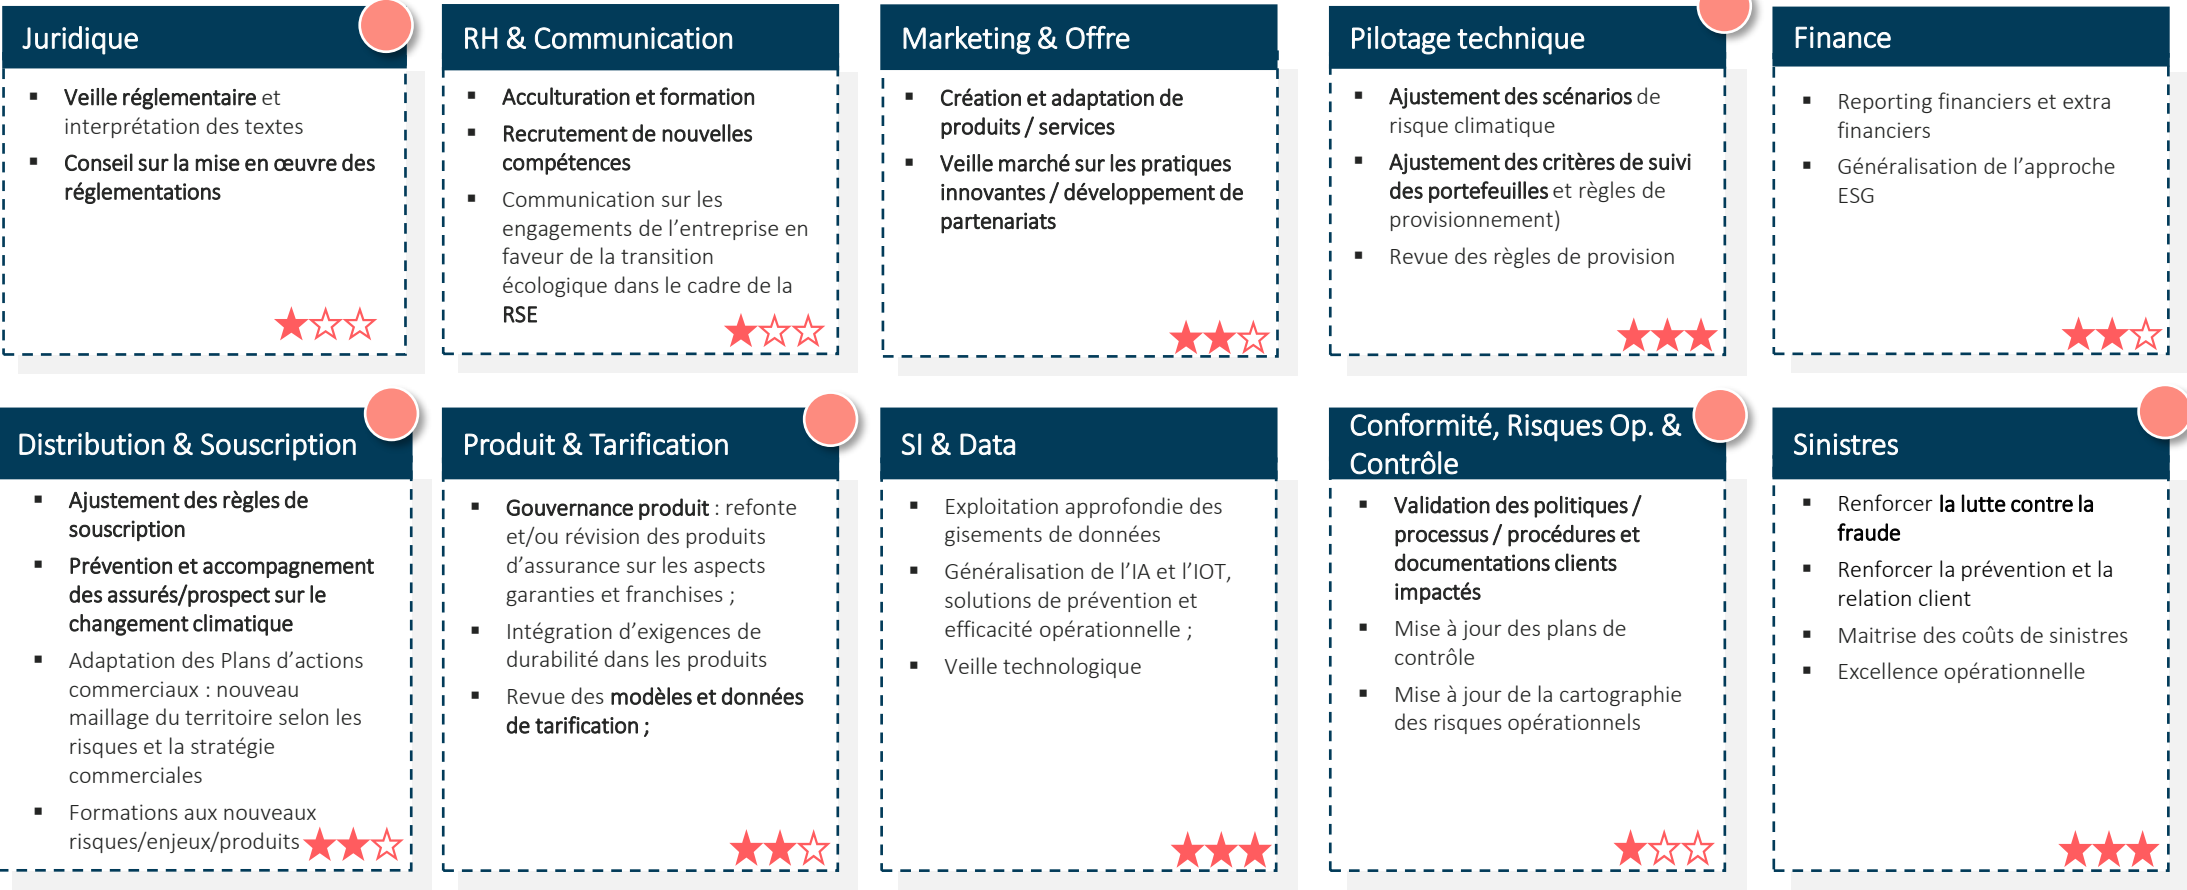 Juridique
Veille réglementaire et
interprétation des textes
Conseil sur la mise en œuvre des
réglementations
RH & Communication
Acculturation et formation
Recrutement de nouvelles
compétences
Communication sur les
engagements de l’entreprise en
faveur de la transition
écologique dans le cadre de la
RSE
Marketing & Offre
Création et adaptation de
produits / services
Veille marché sur les pratiques
innovantes / développement de
partenariats
Pilotage technique
Ajustement des scénarios de
risque climatique
Ajustement des critères de suivi
des portefeuilles et règles de
provisionnement)
Revue des règles de provision
Finance
Reporting financiers et extra
financiers
Généralisation de l’approche
ESG
Distribution & Souscription
Ajustement des règles de
souscription
Prévention et accompagnement
des assurés/prospect sur le
changement climatique
Adaptation des Plans d’actions
commerciaux : nouveau
maillage du territoire selon les
risques et la stratégie
commerciales
Formations aux nouveaux
risques/enjeux/produits
Produit & Tarification
Gouvernance produit : refonte
et/ou révision des produits
d’assurance sur les aspects
garanties et franchises ;
Intégration d’exigences de
durabilité dans les produits
Revue des modèles et données
de tarification ;
SI & Data
Exploitation approfondie des
gisements de données
Généralisation de l’IA et l’IOT,
solutions de prévention et
efficacité opérationnelle ;
Veille technologique
Conformité, Risques Op. &
Contrôle
Validation des politiques /
processus / procédures et
documentations clients
impactés
Mise à jour des plans de
contrôle
Mise à jour de la cartographie
des risques opérationnels
Sinistres
Renforcer la lutte contre la
fraude
Renforcer la prévention et la
relation client
Maitrise des coûts de sinistres
Excellence opérationnelle